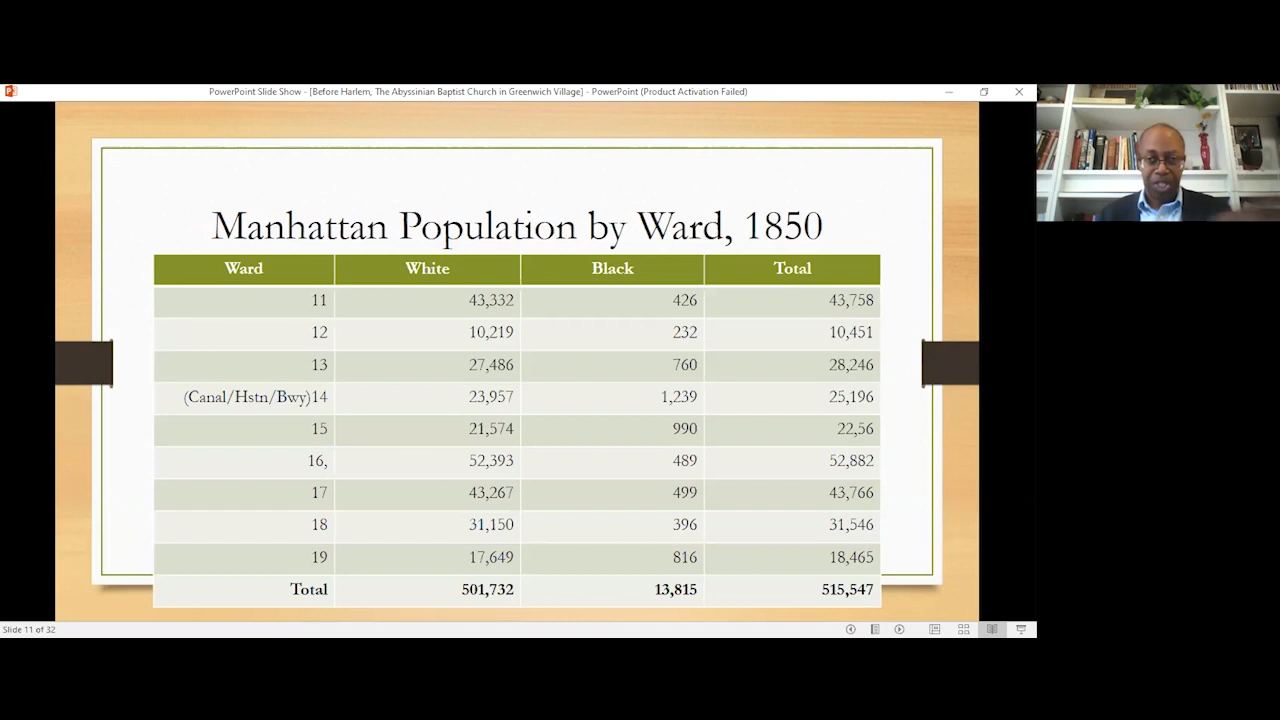 PowerPoint Slide Show - [Before Harlem, The Abyssinian Baptist Church in Greenwich Village] - PowerPoint (Product Activation Failed)
Manhattan Population by Ward, 1850
Ward White Black Total
11 43,332 426 43,758
12 10,219 232 10,451
13 27,486 760 28,246
(Canal/Hstn/Bwy)14 23,957 1,239 25,196
15 21,574 990 22,56
16, 52,393 489 52,882
17 43,267 499 43,766
18 31,150 396 31,546
19 17,649 816 18,465
Total 501,732 13,815 515,547
Slide 11 of 32